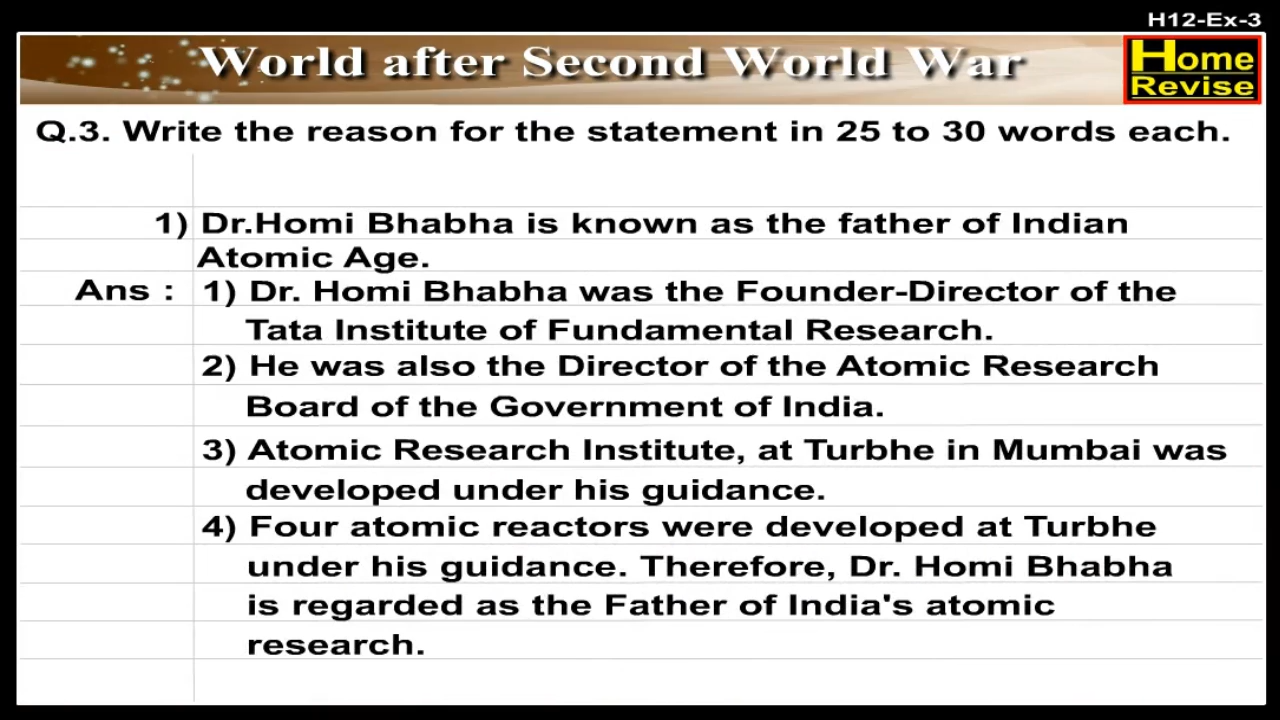 H12-Ex-3
World after Second World War
Home
Revise
Q.3. Write the reason for the statement in 25 to 30 words each.
1) Dr.Homi Bhabha is known as the father of Indian
Atomic Age.
Ans : 1) Dr. Homi Bhabha was the Founder-Director of the
Tata Institute of Fundamental Research.
2) He was also the Director of the Atomic Research
Board of the Government of India.
3) Atomic Research Institute, at Turbhe in Mumbai was
developed under his guidance.
4) Four atomic reactors were developed at Turbhe
under his guidance. Therefore, Dr. Homi Bhabha
is regarded as the Father of India's atomic
research.